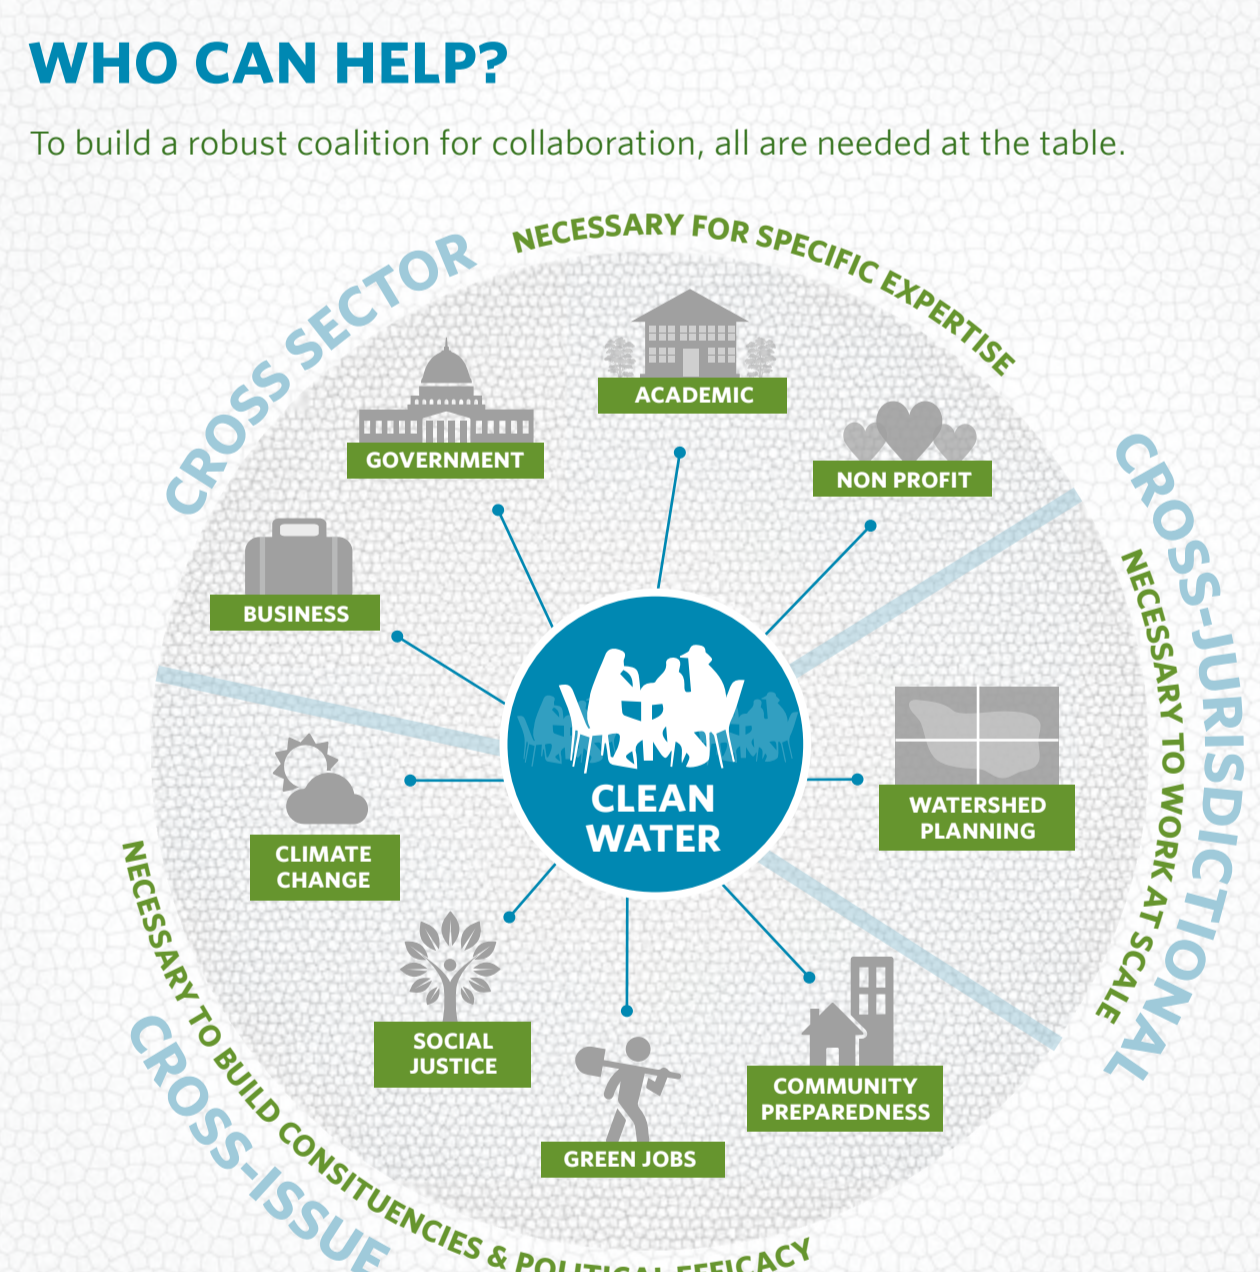 WHO CAN HELP?
To build a robust coalition for collaboration, all are needed at the table.
CROSS SECTOR
NECESSARY FOR SPECIFIC EXPERTISE
ACADEMIC
GOVERNMENT
NON PROFIT
BUSINESS
CROSS-JURISDICTIONAL
NECESSARY TO WORK AT SCALE
WATERSHED
PLANNING
CLEAN
WATER
CLIMATE
CHANGE
SOCIAL
JUSTICE
GREEN JOBS
COMMUNITY
PREPAREDNESS
NECESSARY TO BUILD CONSITUENCIES & POLITICAL EFFICACY
CROSS-ISSUE